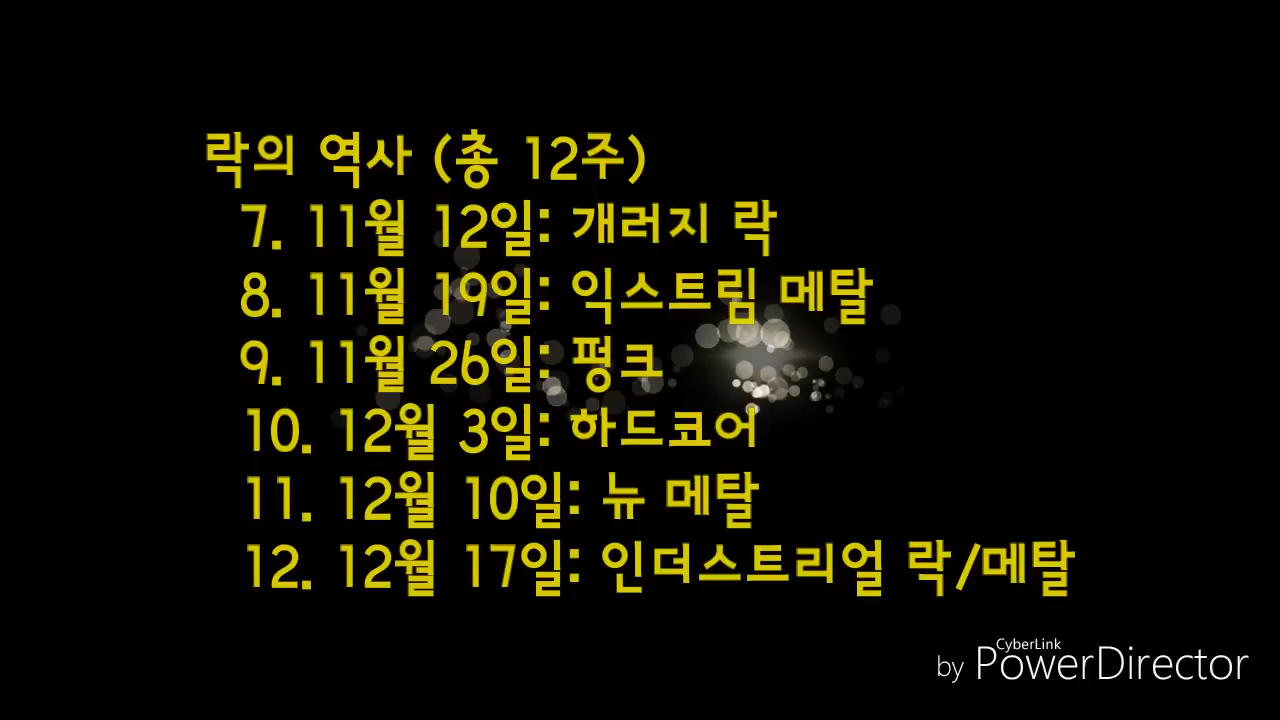 락의 역사 (총 12주)
7. 11월 12일: 개러지 락
8. 11월 19일: 익스트림 메탈
9. 11월 26일: 펑크
10. 12월 3일: 하드코어
11. 12월 10일: 뉴 메탈
12. 12월 17일: 인더스트리얼 락/메탈
CyberLink
by PowerDirector